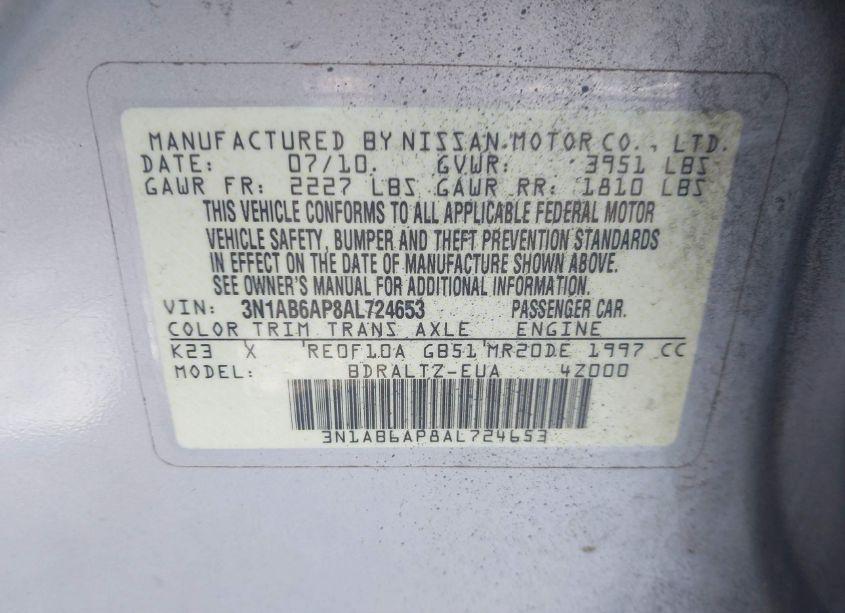 MANUFACTURED BY NISSAN MOTOR CO., LTD.
DATE: 07/10 GVWR: 3951 LBS
GAWR FR: 2227 LBS GAWR RR: 1810 LBS
THIS VEHICLE CONFORMS TO ALL APPLICABLE FEDERAL MOTOR
VEHICLE SAFETY, BUMPER AND THEFT PREVENTION STANDARDS
IN EFFECT ON THE DATE OF MANUFACTURE SHOWN ABOVE.
SEE OWNER'S MANUAL FOR ADDITIONAL INFORMATION.
VIN: 3N1AB6AP8AL724653 PASSENGER CAR.
COLOR TRIM TRANS AXLE ENGINE
K23 X RE0F10A GB51 MR20DE 1997 CC
MODEL: BDRALTZ-EUA 4Z000
3N1AB6AP8AL724653